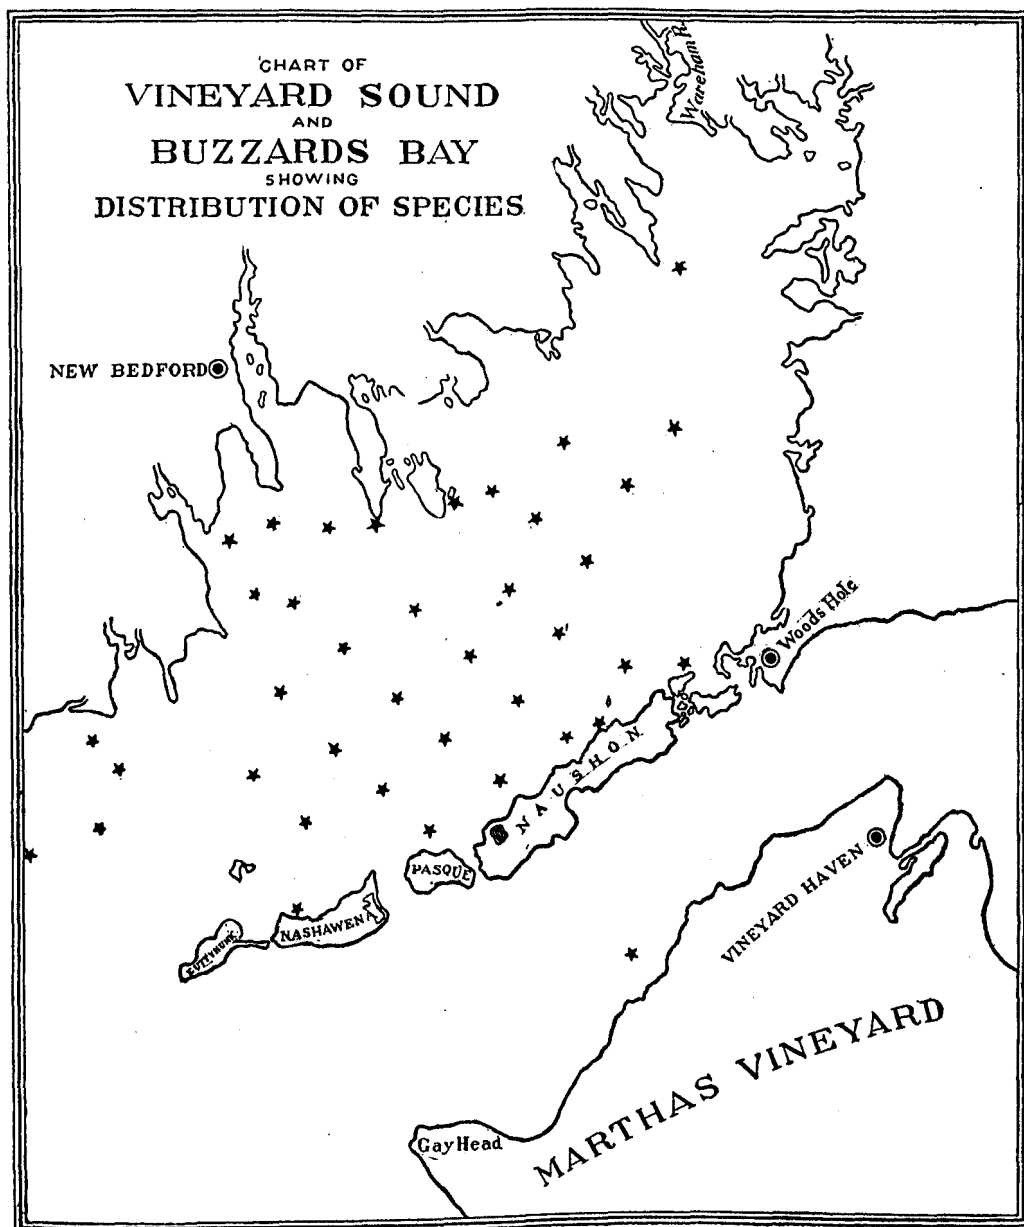 CHART OF
VINEYARD SOUND
AND
BUZZARDS BAY
SHOWING
DISTRIBUTION OF SPECIES
Wareham R.
NEW BEDFORD
Woods Hole
NAUSHON
PASQUE
NASHAWENA
CUTTYHUNK
VINEYARD HAVEN
MARTHAS VINEYARD
Gay Head